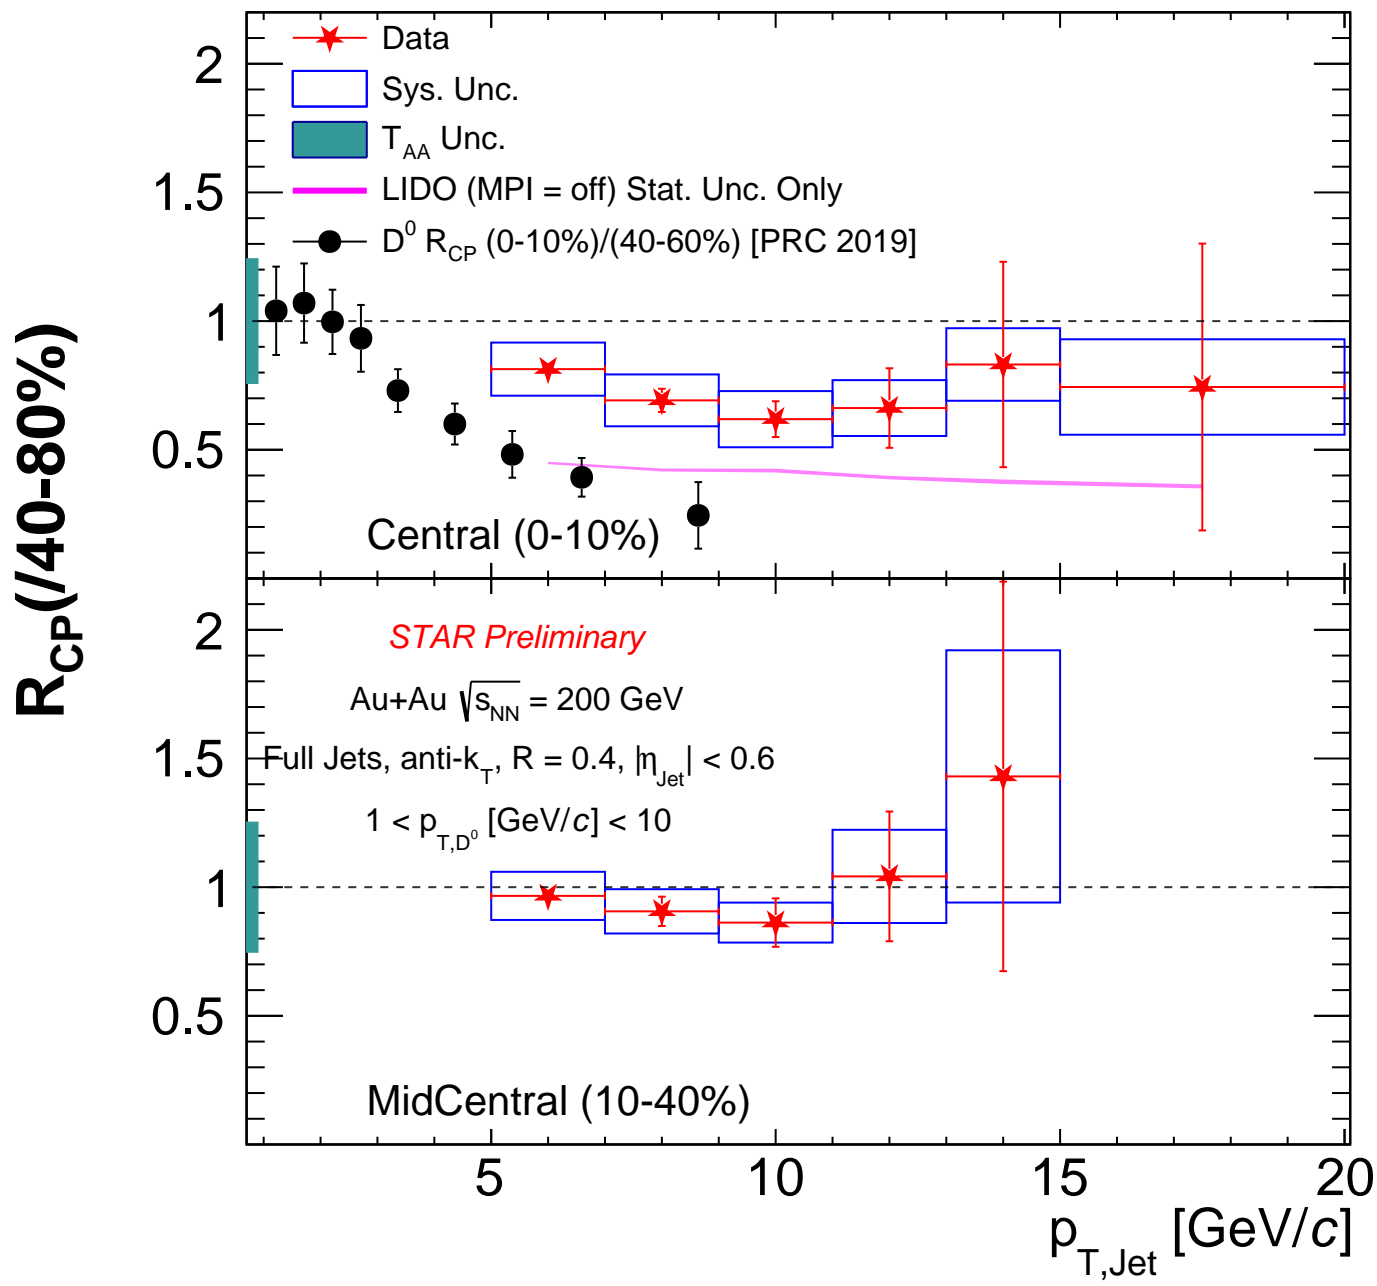 Data
Sys. Unc.
T_AA Unc.
LIDO (MPI = off) Stat. Unc. Only
D^0 R_CP (0-10%)/(40-60%) [PRC 2019]
2
1.5
1
0.5
Central (0-10%)
R_CP(/40-80%)
STAR Preliminary
Au+Au √s_NN = 200 GeV
Full Jets, anti-k_T, R = 0.4, |η_Jet| < 0.6
1 < p_T,D^0 [GeV/c] < 10
2
1.5
1
0.5
MidCentral (10-40%)
5 10 15 20
p_T,Jet [GeV/c]